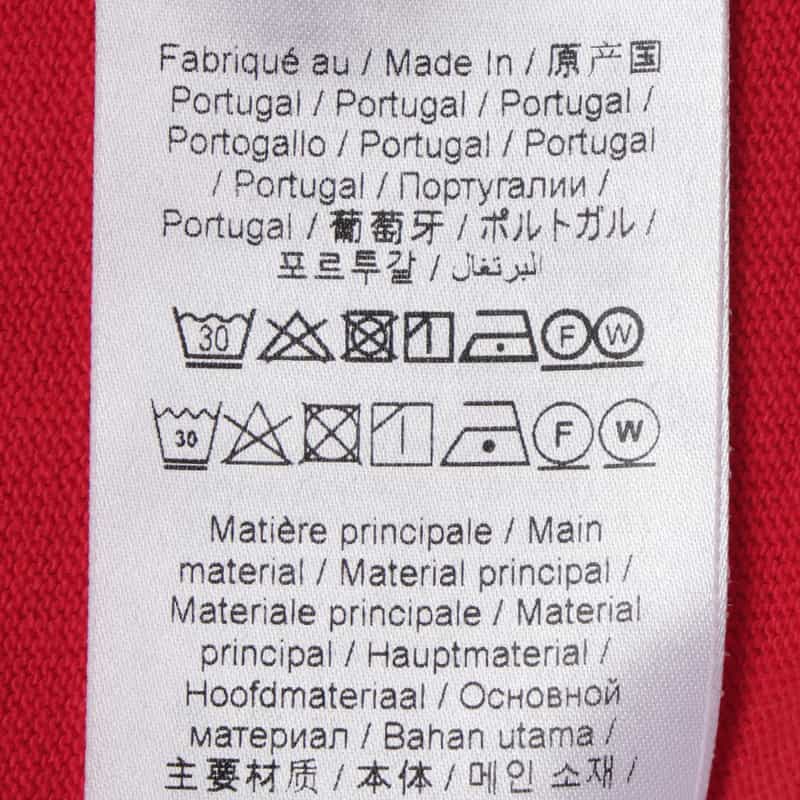 Fabriqué au / Made In / 原产国
Portugal / Portugal / Portugal /
Portogallo / Portugal / Portugal
/ Portugal / Португалии /
Portugal / 葡萄牙 / ポルトガル /
포르투갈 / البرتغال
30 F W
30 F W
Matière principale / Main
material / Material principal /
Materiale principale / Material
principal / Hauptmaterial /
Hoofdmateriaal / Основной
материал / Bahan utama /
主要材质 / 本体 / 메인 소재 /